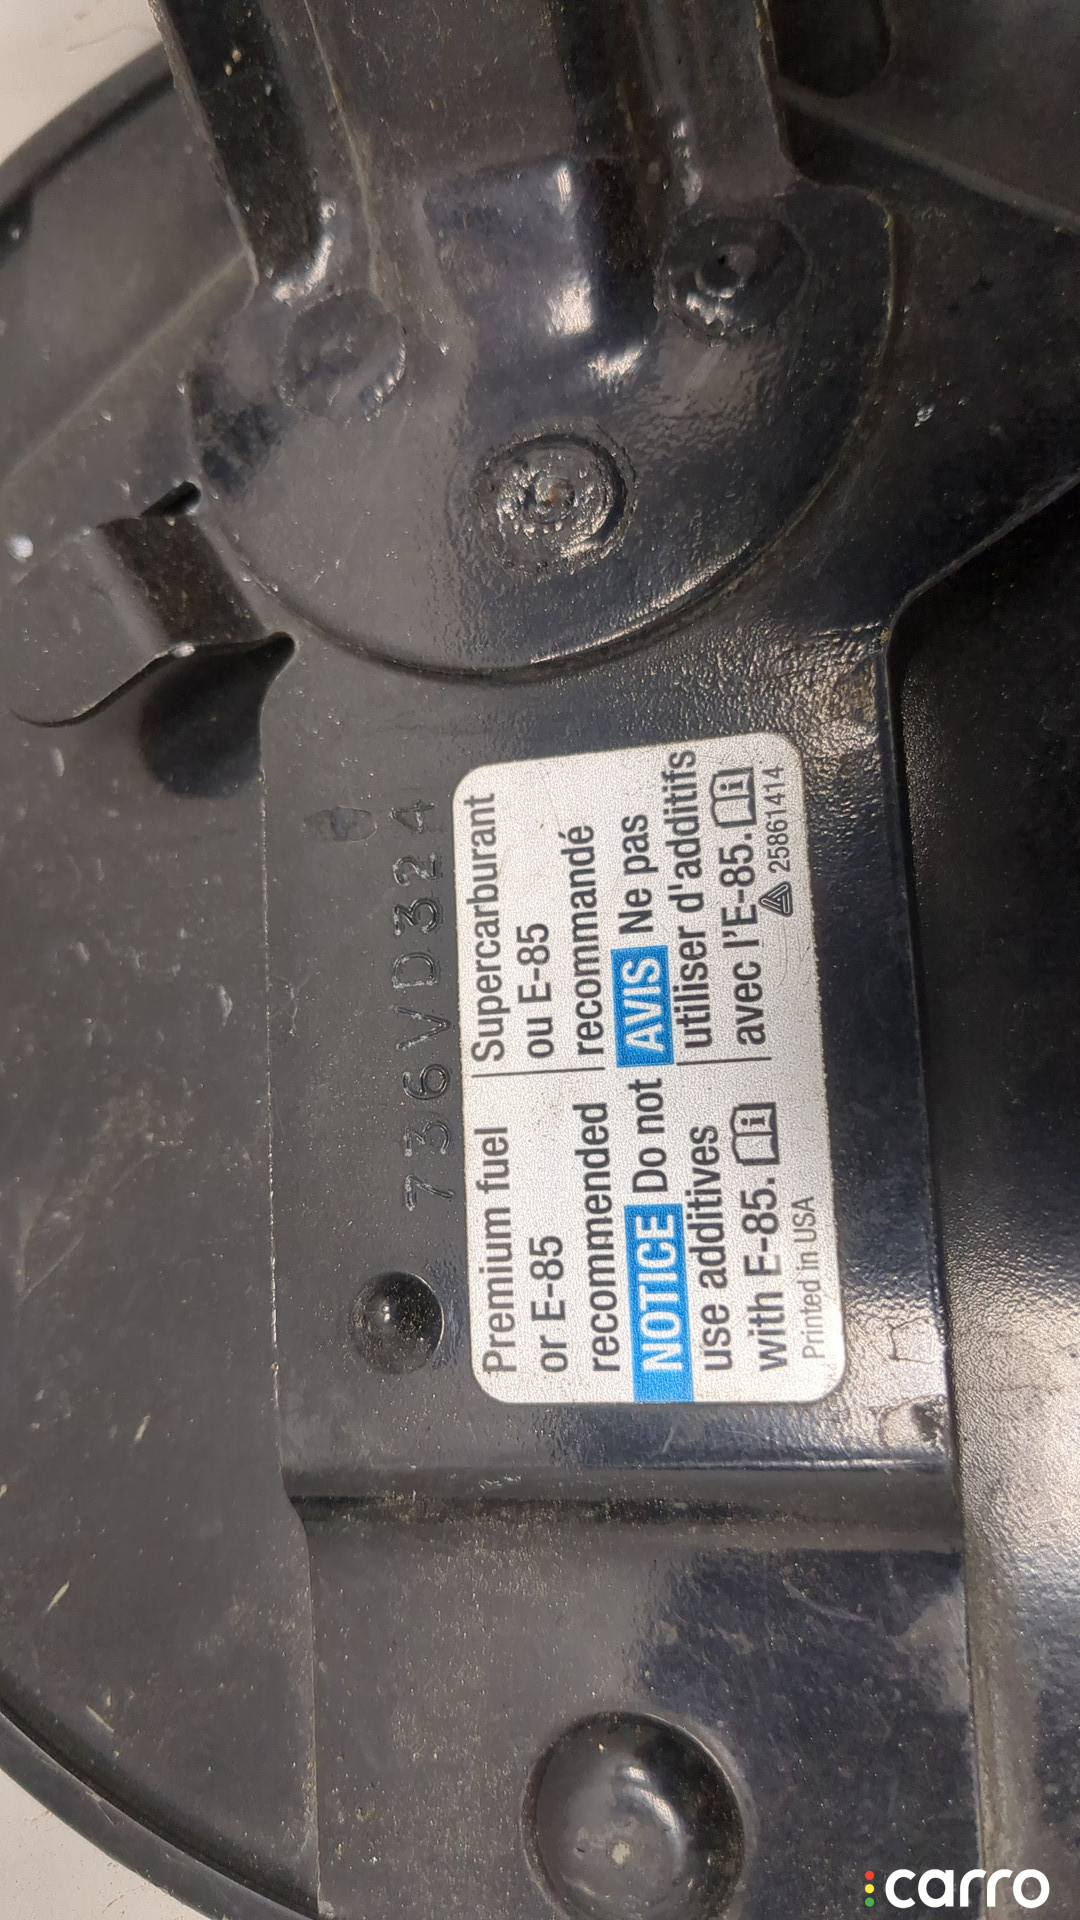 736VD324
Premium fuel
or E-85
recommended
NOTICE Do not
use additives
with E-85.
Printed in USA
Supercarburant
ou E-85
recommandé
AVIS Ne pas
utiliser d'additifs
avec l'E-85.
25861414
carro